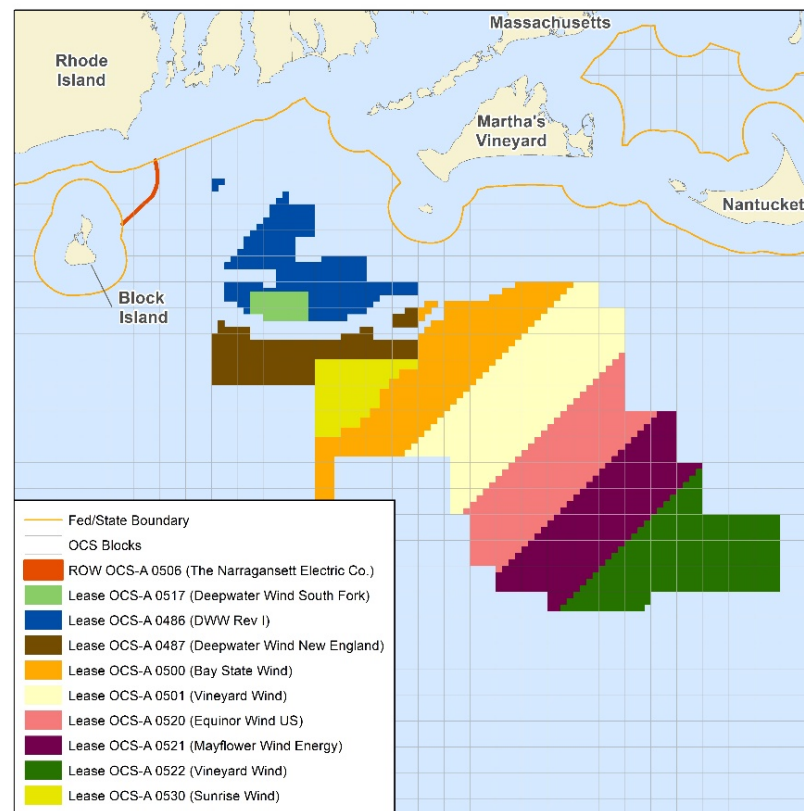 Massachusetts
Rhode
Island
Martha's
Vineyard
Nantucket
Block
Island
Fed/State Boundary
OCS Blocks
ROW OCS-A 0506 (The Narragansett Electric Co.)
Lease OCS-A 0517 (Deepwater Wind South Fork)
Lease OCS-A 0486 (DWW Rev I)
Lease OCS-A 0487 (Deepwater Wind New England)
Lease OCS-A 0500 (Bay State Wind)
Lease OCS-A 0501 (Vineyard Wind)
Lease OCS-A 0520 (Equinor Wind US)
Lease OCS-A 0521 (Mayflower Wind Energy)
Lease OCS-A 0522 (Vineyard Wind)
Lease OCS-A 0530 (Sunrise Wind)